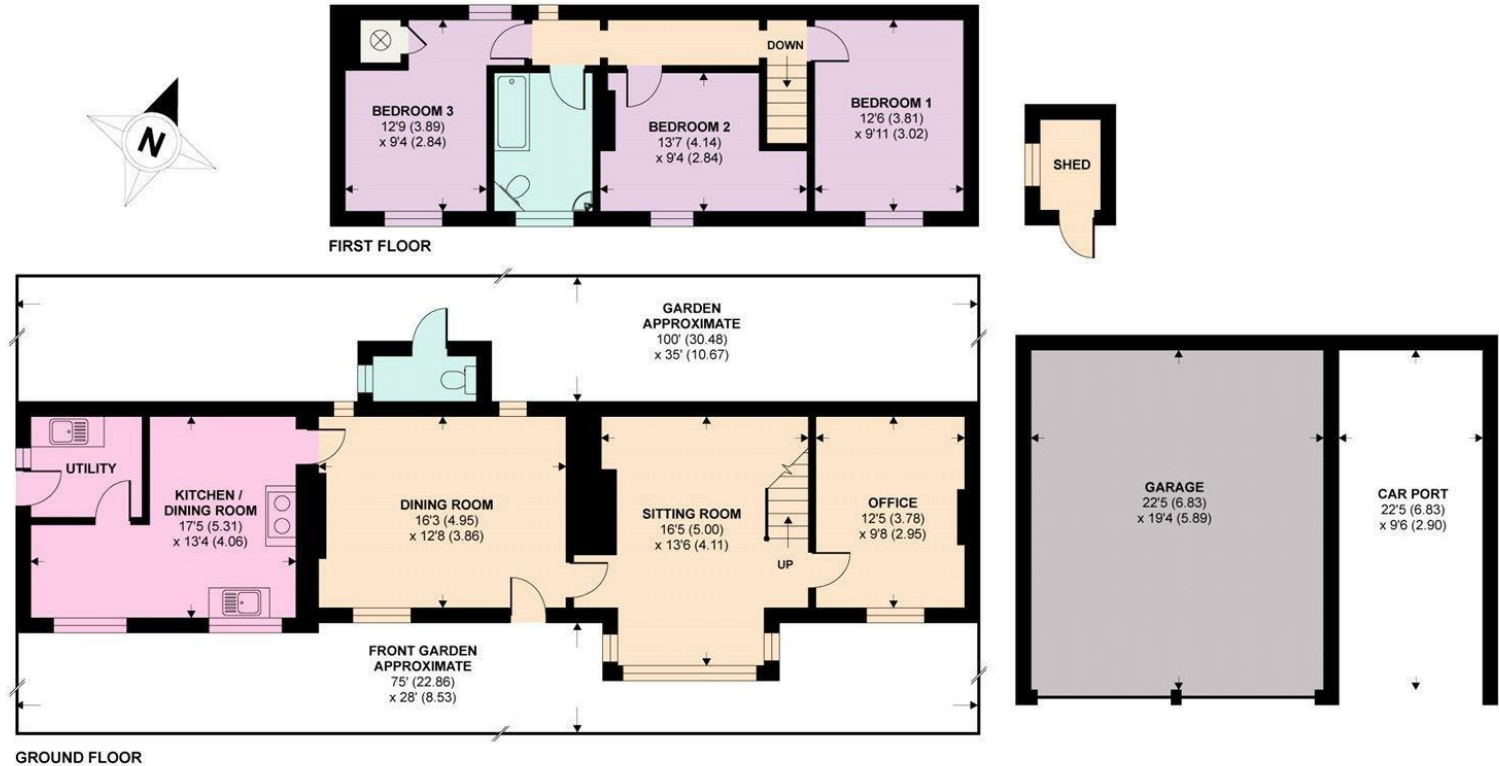 DOWN
BEDROOM 3
12'9 (3.89)
x 9'4 (2.84)
BEDROOM 2
13'7 (4.14)
x 9'4 (2.84)
BEDROOM 1
12'6 (3.81)
x 9'11 (3.02)
N
SHED
FIRST FLOOR
GARDEN
APPROXIMATE
100' (30.48)
x 35' (10.67)
UTILITY
KITCHEN /
DINING ROOM
17'5 (5.31)
x 13'4 (4.06)
DINING ROOM
16'3 (4.95)
x 12'8 (3.86)
SITTING ROOM
16'5 (5.00)
x 13'6 (4.11)
UP
OFFICE
12'5 (3.78)
x 9'8 (2.95)
GARAGE
22'5 (6.83)
x 19'4 (5.89)
CAR PORT
22'5 (6.83)
x 9'6 (2.90)
FRONT GARDEN
APPROXIMATE
75' (22.86)
x 28' (8.53)
GROUND FLOOR